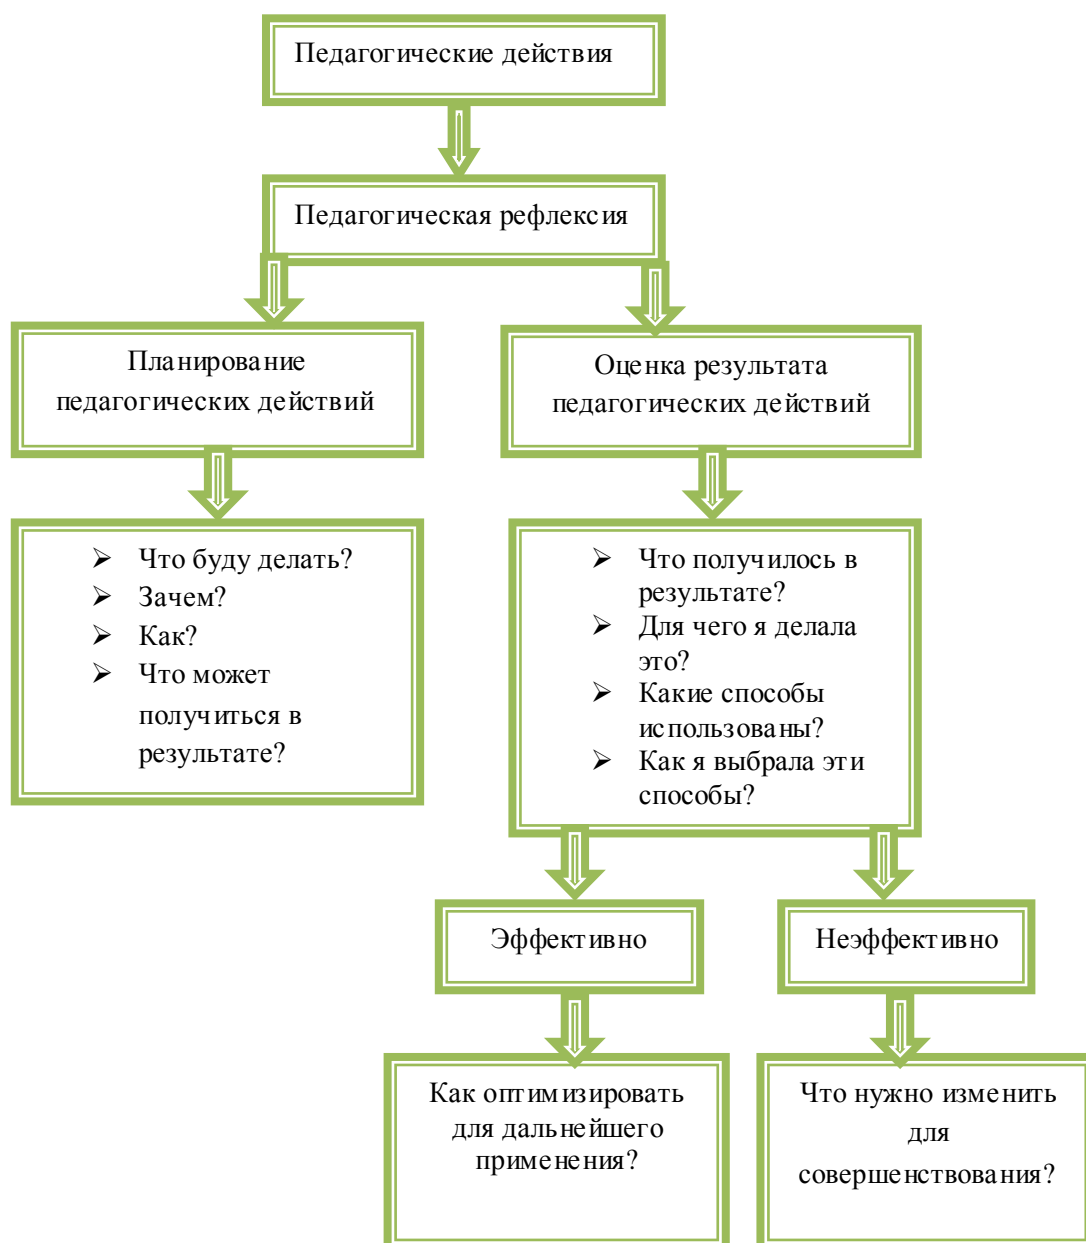 Педагогические действия
Педагогическая рефлексия
Планирование
педагогических действий
Оценка результата
педагогических действий
➢ Что буду делать?
➢ Зачем?
➢ Как?
➢ Что может
получиться в
результате?
➢ Что получилось в
результате?
➢ Для чего я делала
это?
➢ Какие способы
использованы?
➢ Как я выбрала эти
способы?
Эффективно
Неэффективно
Как оптимизировать
для дальнейшего
применения?
Что нужно изменить
для
совершенствования?